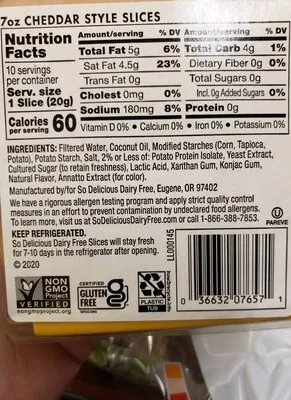 7oz CHEDDAR STYLE SLICES
Nutrition Facts
10 servings per container
Serv. size 1 Slice (20g)
Calories per serving 60
Amount/serving % DV
Total Fat 5g 6%
Sat Fat 4.5g 23%
Trans Fat 0g
Cholest 0mg 0%
Sodium 180mg 8%
Amount/serving % DV
Total Carb 4g 1%
Dietary Fiber 0g 0%
Total Sugars 0g
Incl. 0g Added Sugars 0%
Protein 0g
Vitamin D 0% • Calcium 0% • Iron 0% • Potassium 0%
INGREDIENTS: Filtered Water, Coconut Oil, Modified Starches (Corn, Tapioca,
Potato), Potato Starch, Salt, 2% or Less of: Potato Protein Isolate, Yeast Extract,
Cultured Sugar (to retain freshness), Lactic Acid, Xanthan Gum, Konjac Gum,
Natural Flavor, Annatto Extract (for color).
Manufactured by/for So Delicious Dairy Free, Eugene, OR 97402
We have a rigorous allergen testing program and apply strict quality control
measures in an effort to prevent contamination by undeclared food allergens.
To learn more, visit us at SoDeliciousDairyFree.com or call 1-866-388-7853.
KEEP REFRIGERATED.
So Delicious Dairy Free Slices will stay fresh
for 7-10 days in the refrigerator after opening.
© 2020
U
PAREVE
LL000145
NON
GMO
Project
VERIFIED
nongmoproject.org
CERTIFIED
GLUTEN
FREE
GFCO.ORG
how2recycle.info
PLASTIC
TUB
0 36632 07657 1